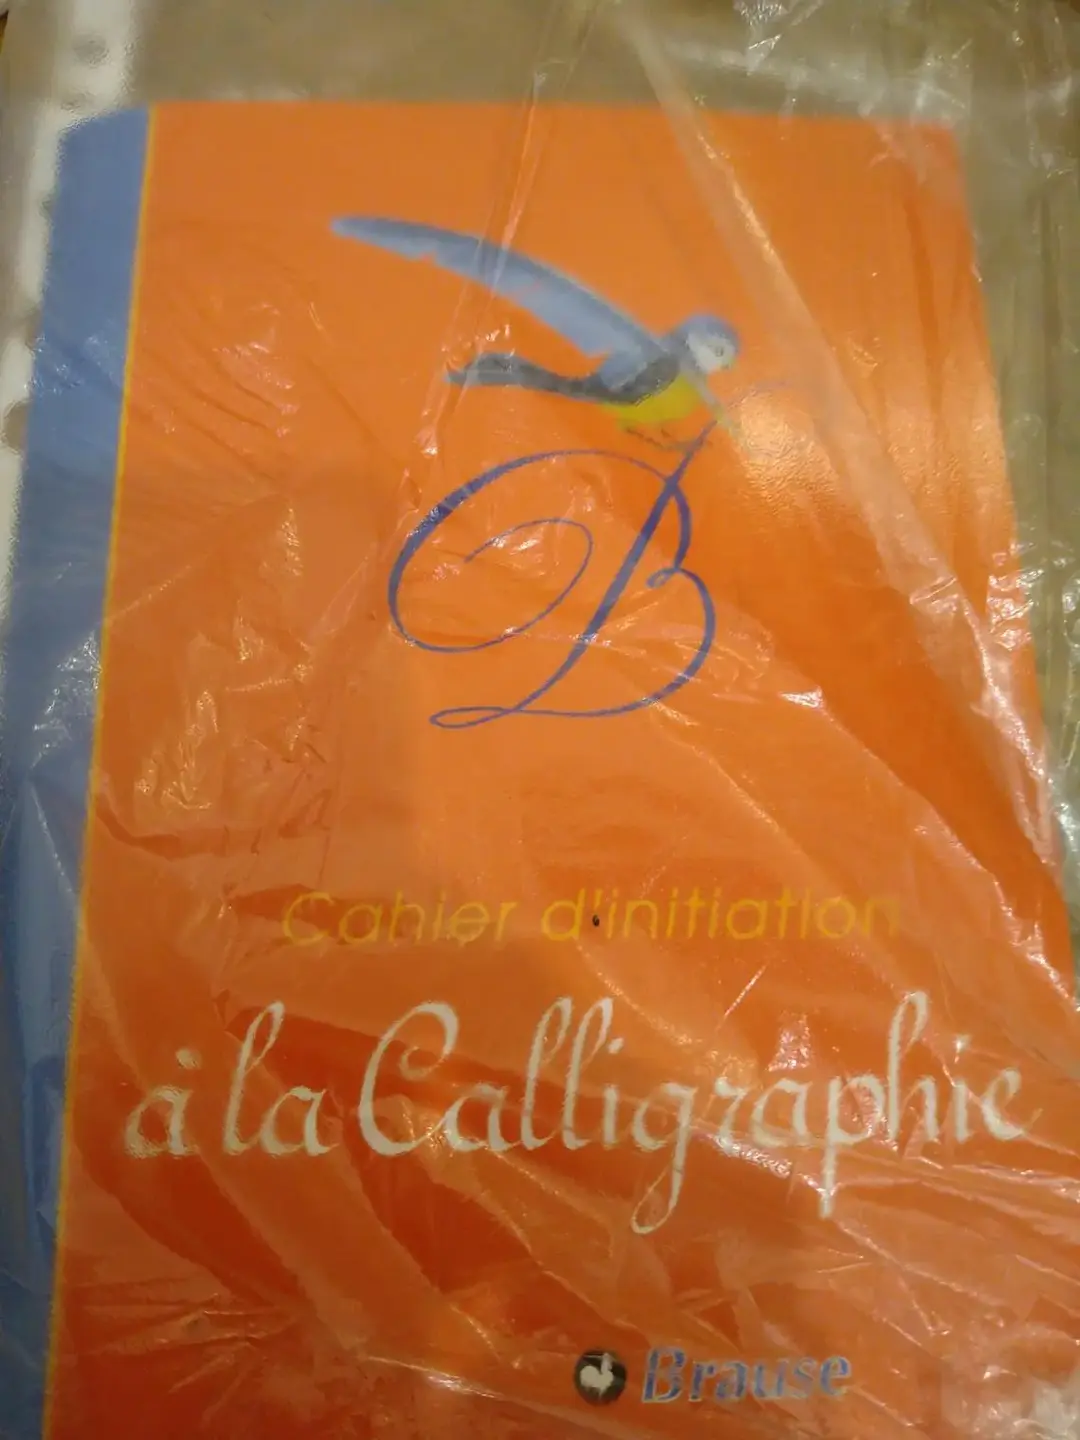 B
Cahier d'initiation
à la Calligraphie
Brause